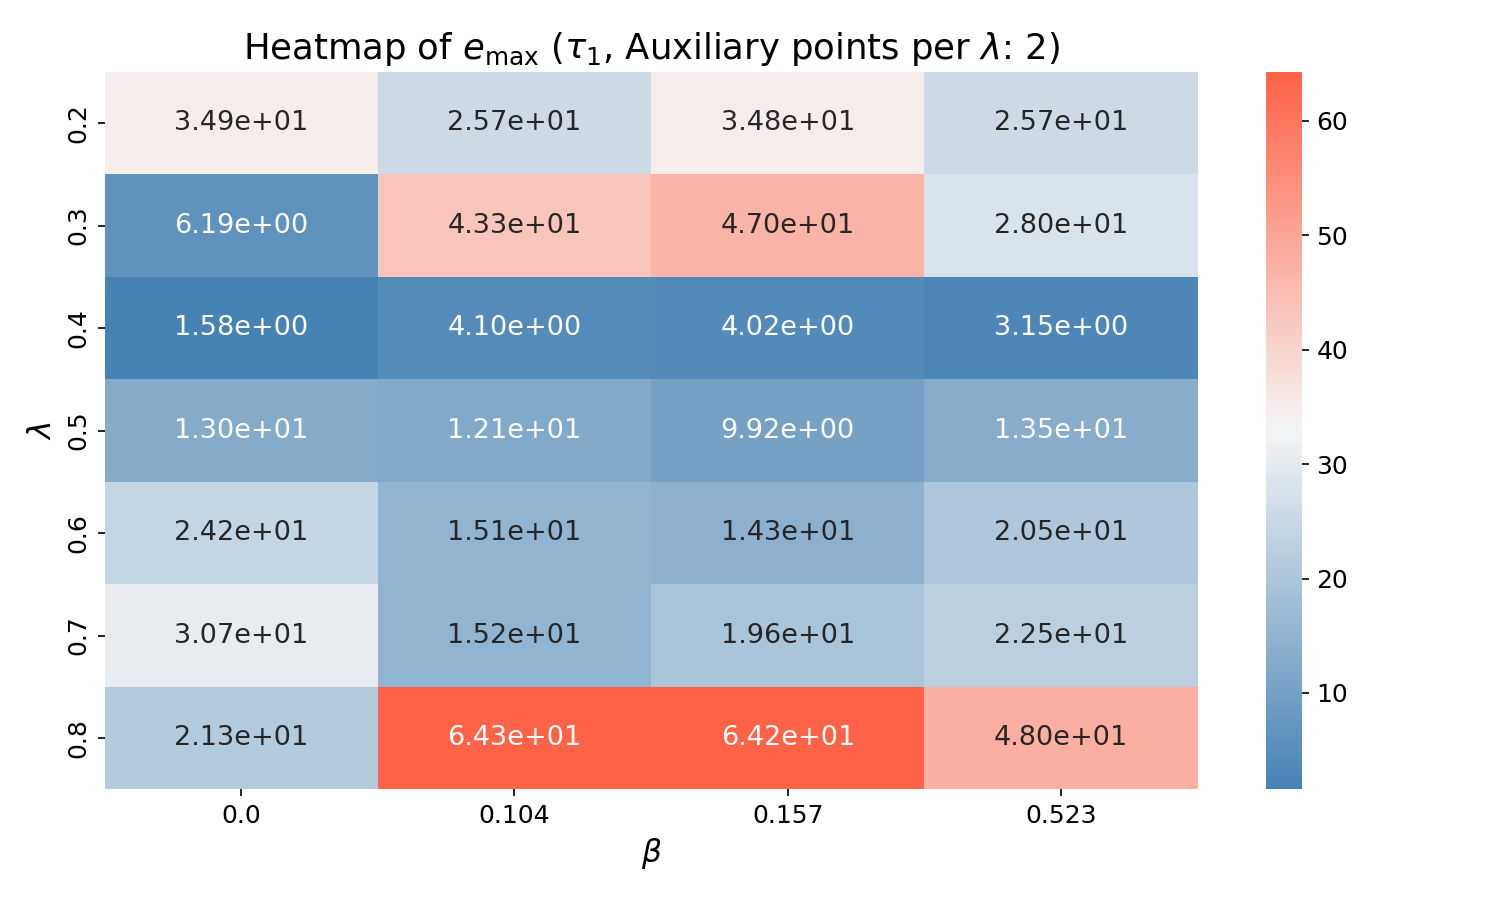 Heatmap of e_max (τ_1, Auxiliary points per λ: 2)
0.2 3.49e+01 2.57e+01 3.48e+01 2.57e+01
0.3 6.19e+00 4.33e+01 4.70e+01 2.80e+01
0.4 1.58e+00 4.10e+00 4.02e+00 3.15e+00
0.5 1.30e+01 1.21e+01 9.92e+00 1.35e+01
0.6 2.42e+01 1.51e+01 1.43e+01 2.05e+01
0.7 3.07e+01 1.52e+01 1.96e+01 2.25e+01
0.8 2.13e+01 6.43e+01 6.42e+01 4.80e+01
λ
0.0 0.104 0.157 0.523
β
60
50
40
30
20
10